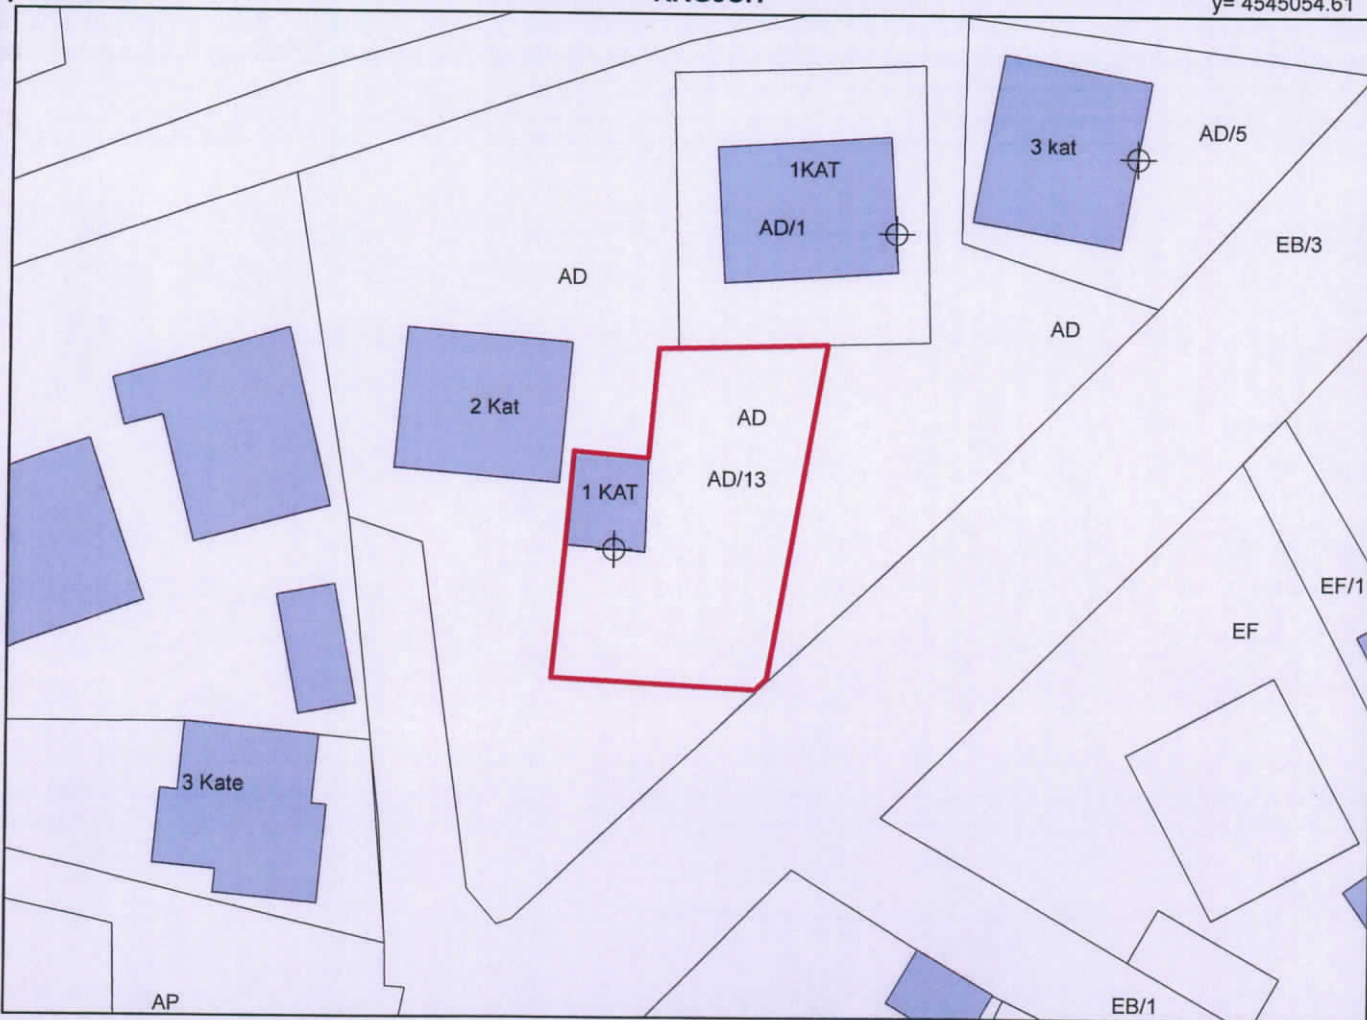 y= 4545054.61
AD/5
3 kat
1KAT
AD/1
EB/3
AD
AD
2 Kat
AD
AD/13
1 KAT
EF/1
EF
3 Kate
AP
EB/1